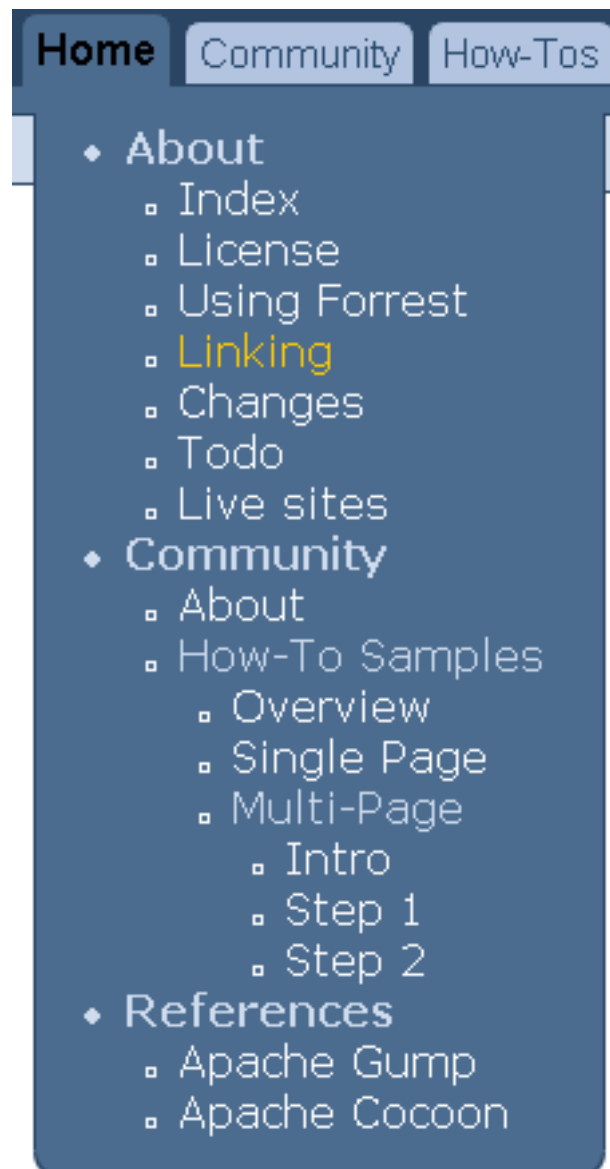 Home Community How-Tos
About
Index
License
Using Forrest
Linking
Changes
Todo
Live sites
Community
About
How-To Samples
Overview
Single Page
Multi-Page
Intro
Step 1
Step 2
References
Apache Gump
Apache Cocoon